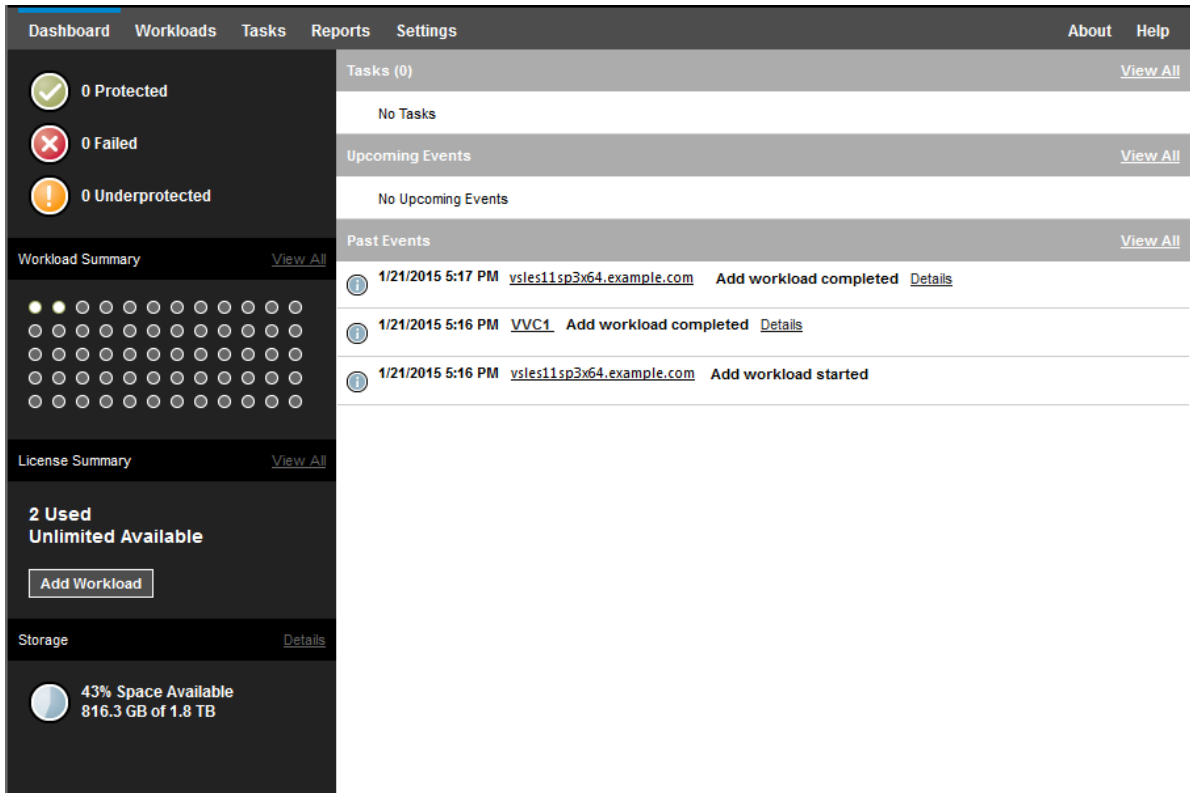 Dashboard Workloads Tasks Reports Settings About Help
0 Protected
0 Failed
0 Underprotected
Workload Summary View All
License Summary View All
2 Used
Unlimited Available
Add Workload
Storage Details
43% Space Available
816.3 GB of 1.8 TB
Tasks (0) View All
No Tasks
Upcoming Events View All
No Upcoming Events
Past Events View All
1/21/2015 5:17 PM vsles11sp3x64.example.com Add workload completed Details
1/21/2015 5:16 PM VVC1 Add workload completed Details
1/21/2015 5:16 PM vsles11sp3x64.example.com Add workload started